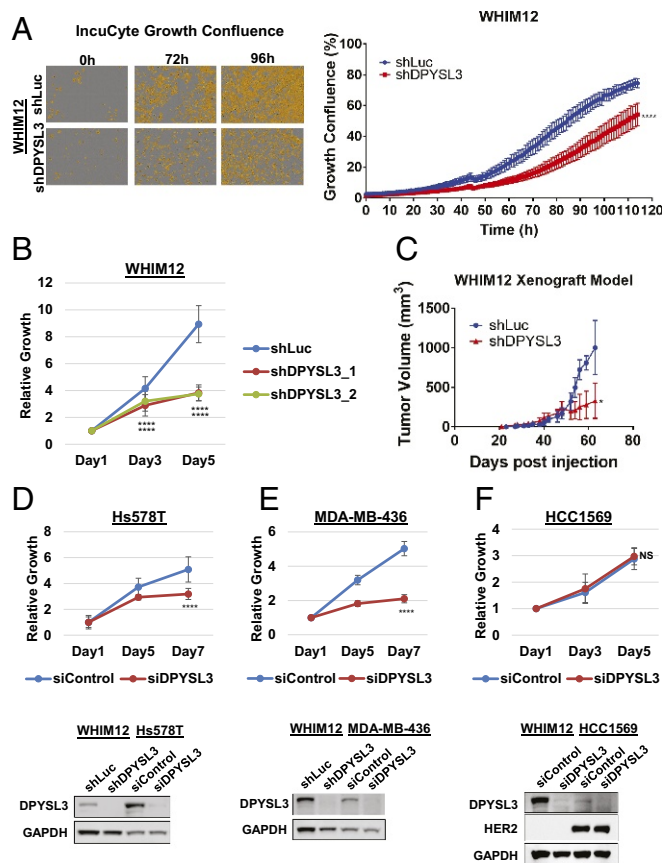 A
IncuCyte Growth Confluence
0h 72h 96h
WHIM12
shLuc
shDPYSL3
WHIM12
Growth Confluence (%)
100
80
60
40
20
0
shLuc
shDPYSL3
****
0 10 20 30 40 50 60 70 80 90 100 110 120
Time (h)
B
WHIM12
Relative Growth
12
10
8
6
4
2
0
****
****
****
****
Day1 Day3 Day5
shLuc
shDPYSL3_1
shDPYSL3_2
C
WHIM12 Xenograft Model
Tumor Volume (mm³)
1500
1000
500
0
shLuc
shDPYSL3
*
0 20 40 60 80
Days post injection
D
Hs578T
Relative Growth
8
6
4
2
0
****
Day1 Day5 Day7
siControl siDPYSL3
WHIM12 Hs578T
shLuc shDPYSL3 siControl siDPYSL3
DPYSL3
GAPDH
E
MDA-MB-436
Relative Growth
6
4
2
0
****
Day1 Day5 Day7
siControl siDPYSL3
WHIM12 MDA-MB-436
shLuc shDPYSL3 siControl siDPYSL3
DPYSL3
GAPDH
F
HCC1569
Relative Growth
4
3
2
1
0
NS
Day1 Day3 Day5
siControl siDPYSL3
WHIM12 HCC1569
siControl siDPYSL3 siControl siDPYSL3
DPYSL3
HER2
GAPDH